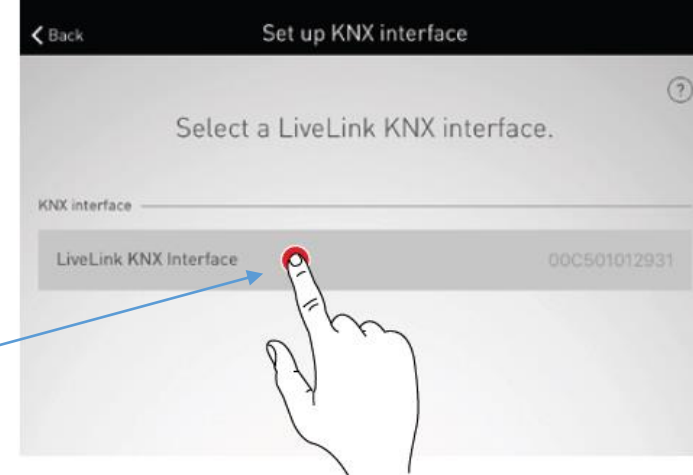 Back
Set up KNX interface
?
Select a LiveLink KNX interface.
KNX interface
LiveLink KNX Interface
00C501012931